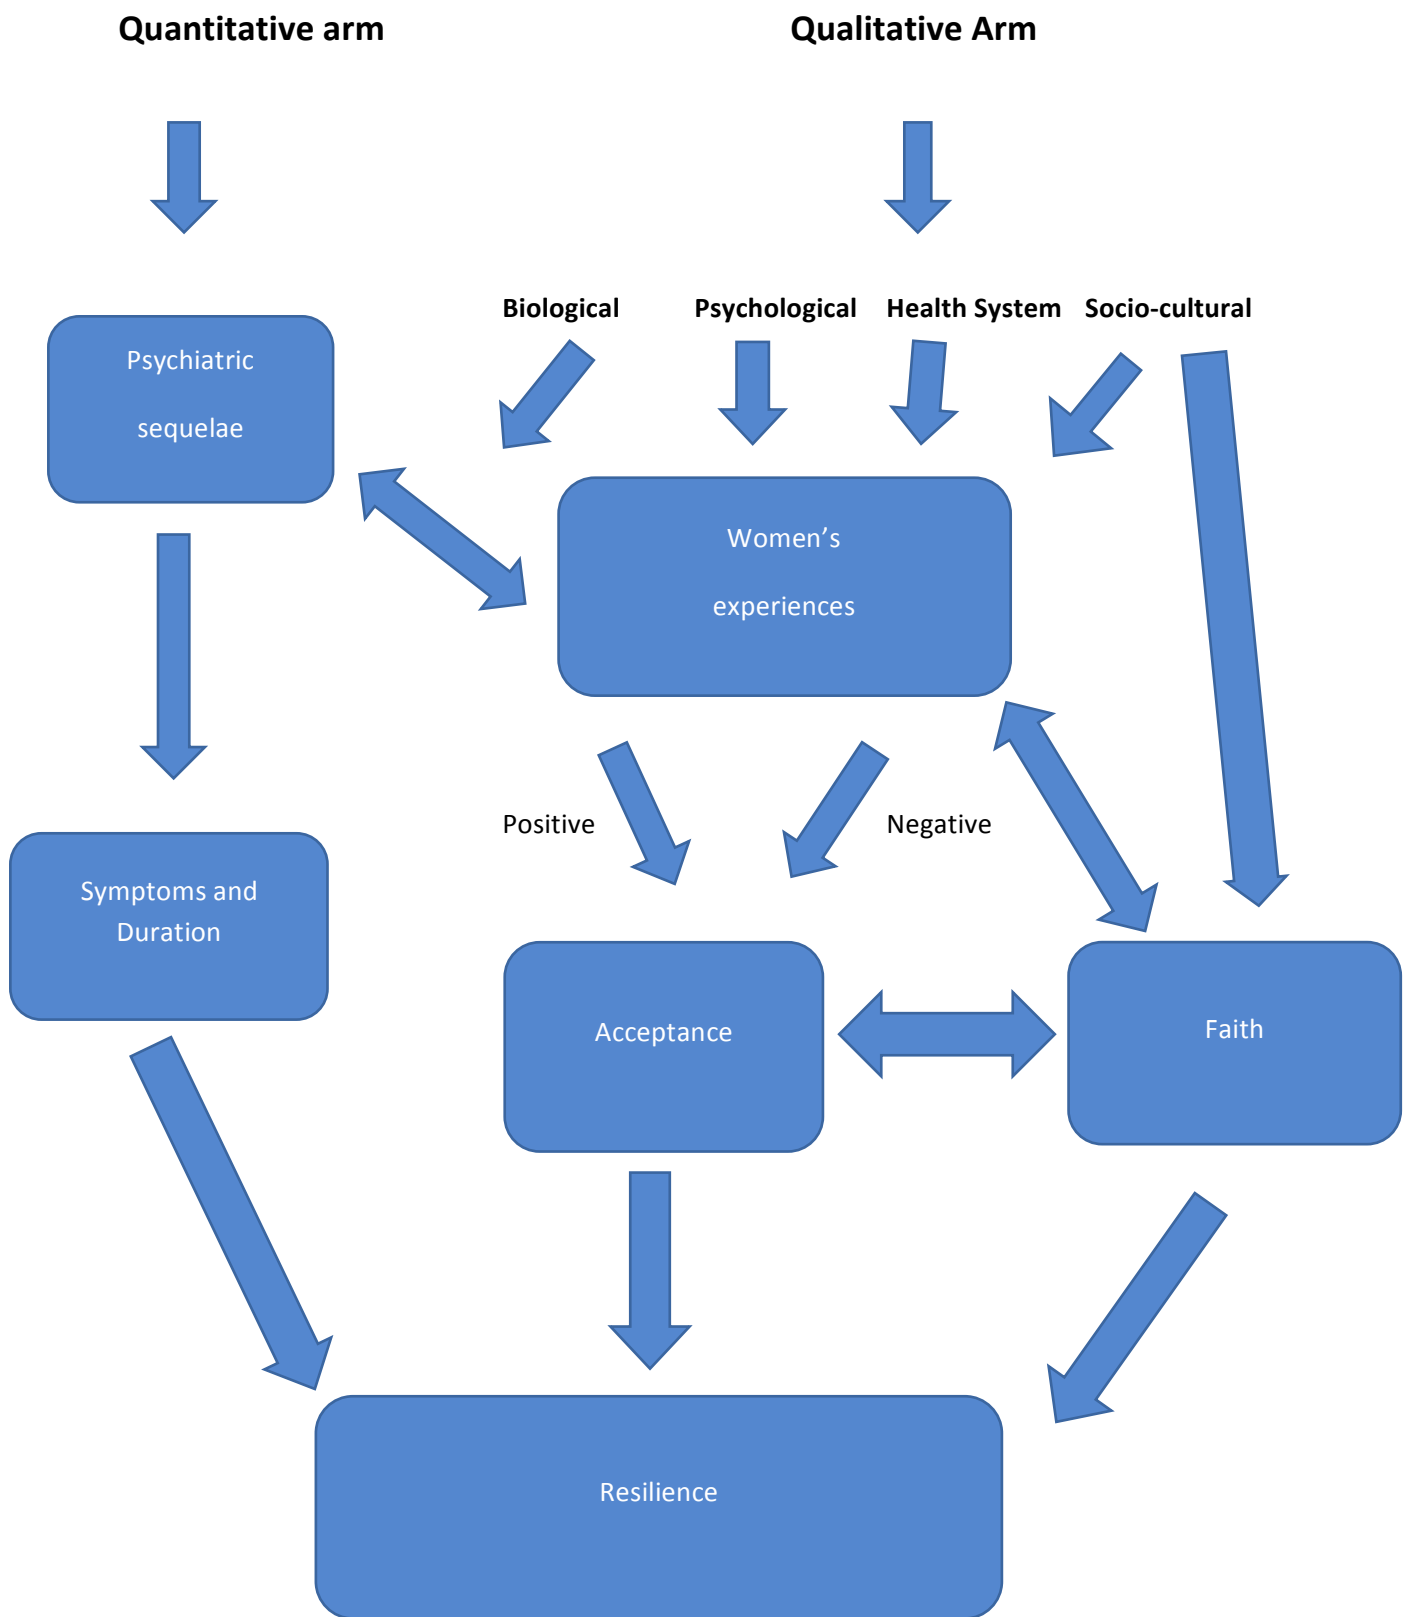 Quantitative arm
Qualitative Arm
Biological
Psychological
Health System
Socio-cultural
Psychiatric
sequelae
Women’s
experiences
Positive
Negative
Symptoms and
Duration
Acceptance
Faith
Resilience